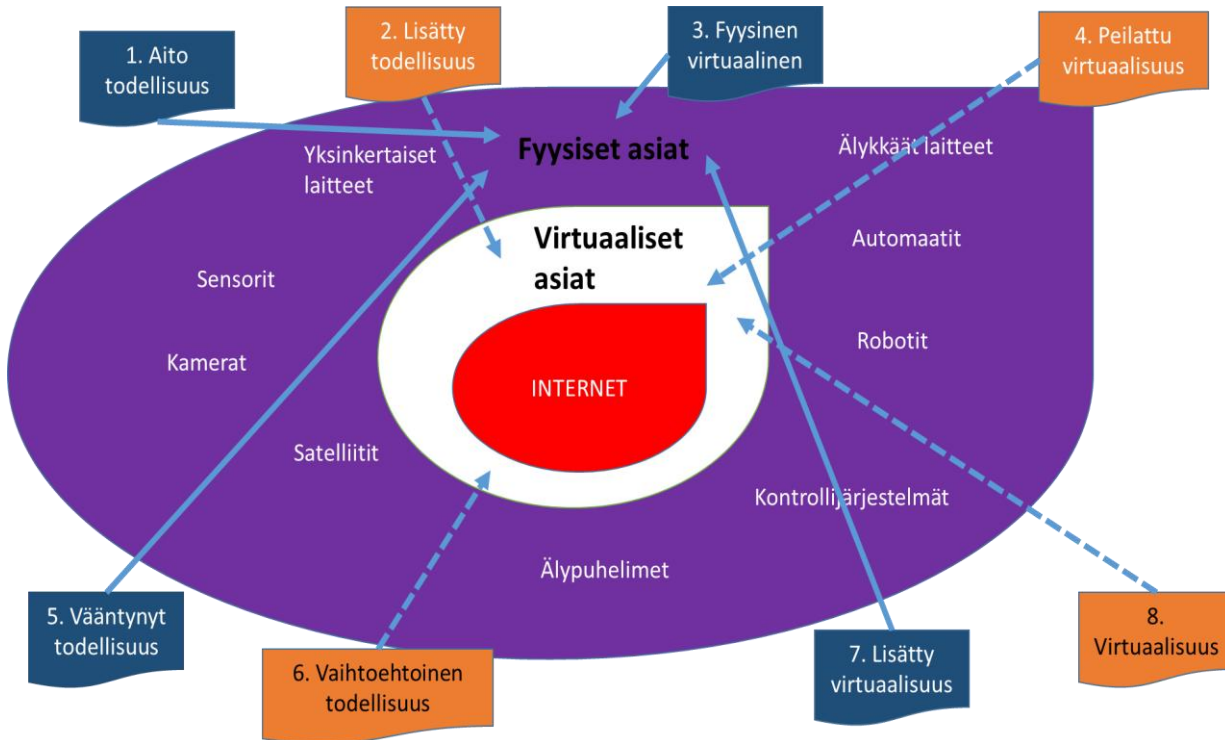 1. Aito
todellisuus
2. Lisätty
todellisuus
3. Fyysinen
virtuaalinen
4. Peilattu
virtuaalisuus
Fyysiset asiat
Yksinkertaiset
laitteet
Älykkäät laitteet
Virtuaaliset
asiat
Automaatit
Sensorit
Robotit
Kamerat
INTERNET
Satelliitit
Kontrollijärjestelmät
Älypuhelimet
5. Vääntynyt
todellisuus
6. Vaihtoehtoinen
todellisuus
7. Lisätty
virtuaalisuus
8.
Virtuaalisuus